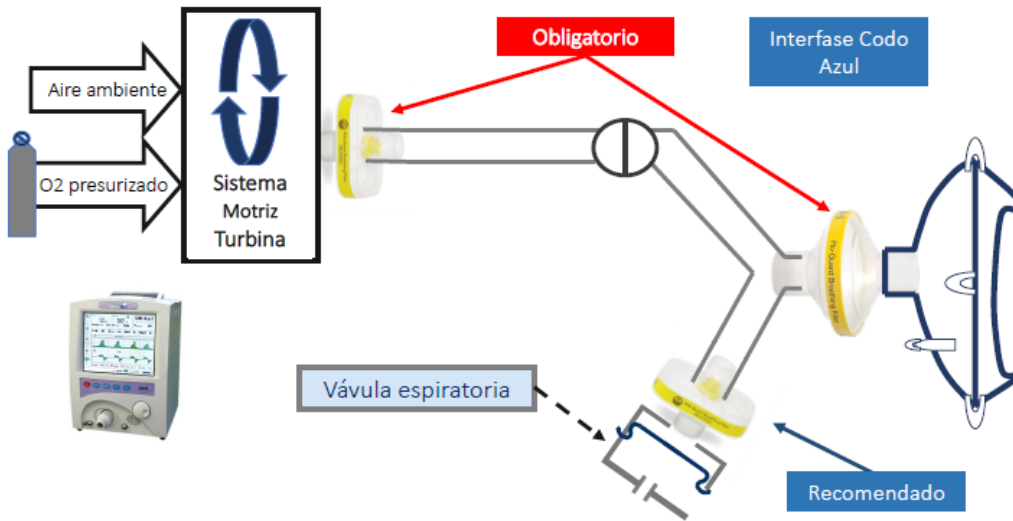 Obligatorio
Interfase Codo
Azul
Aire ambiente
O2 presurizado
Sistema
Motriz
Turbina
Vávula espiratoria
Recomendado